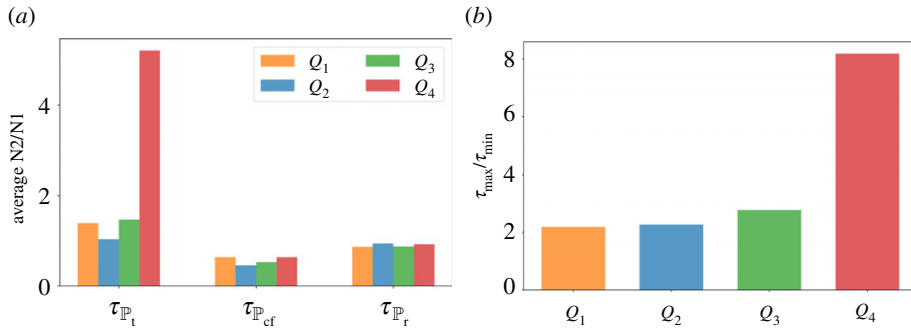 (a)
average N2/N1
4
2
0
Q1
Q2
Q3
Q4
τℙt
τℙcf
τℙr
(b)
τmax/τmin
8
6
4
2
0
Q1
Q2
Q3
Q4